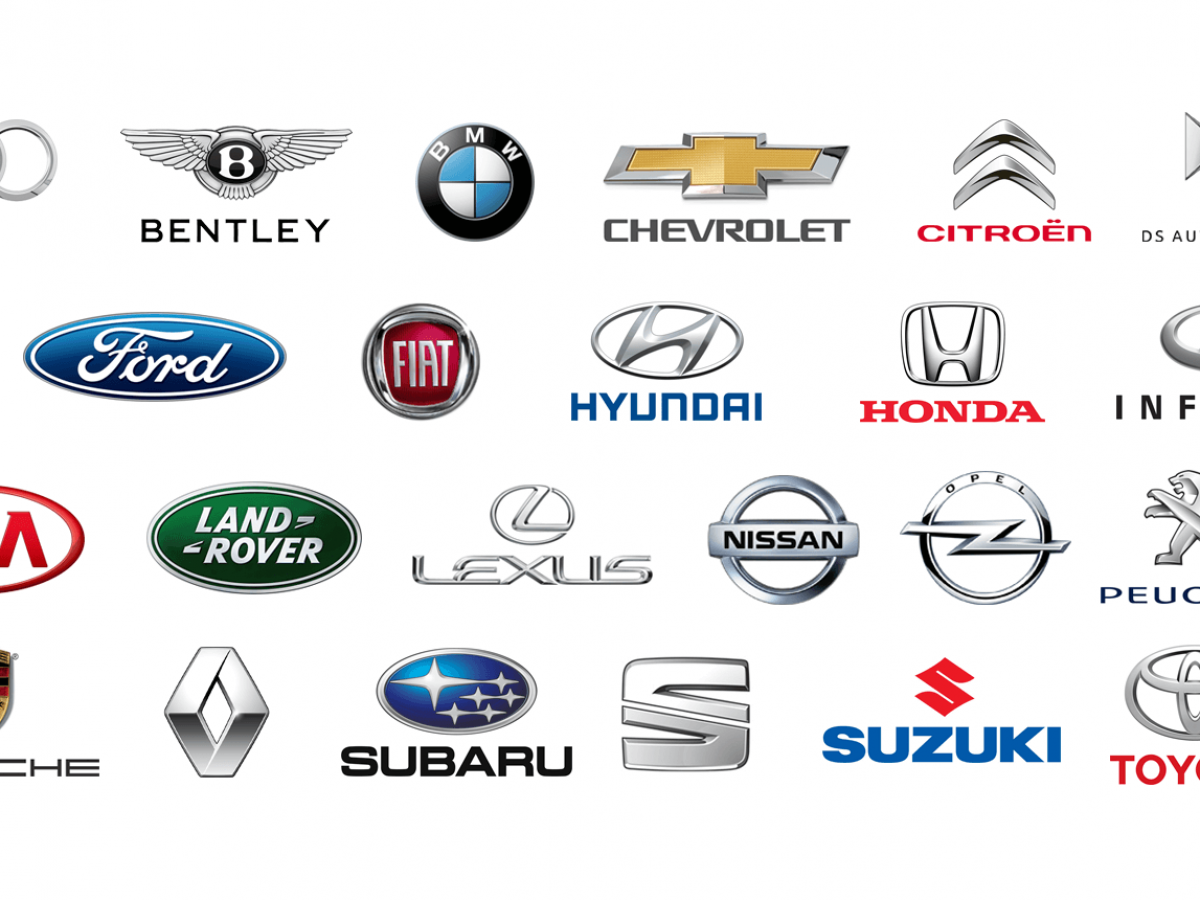 BENTLEY
BMW
CHEVROLET
CITROËN
DS AU
Ford
FIAT
HYUNDAI
HONDA
INF
LAND-
-ROVER
LEXUS
NISSAN
OPEL
PEUG
CHE
SUBARU
SUZUKI
TOYO